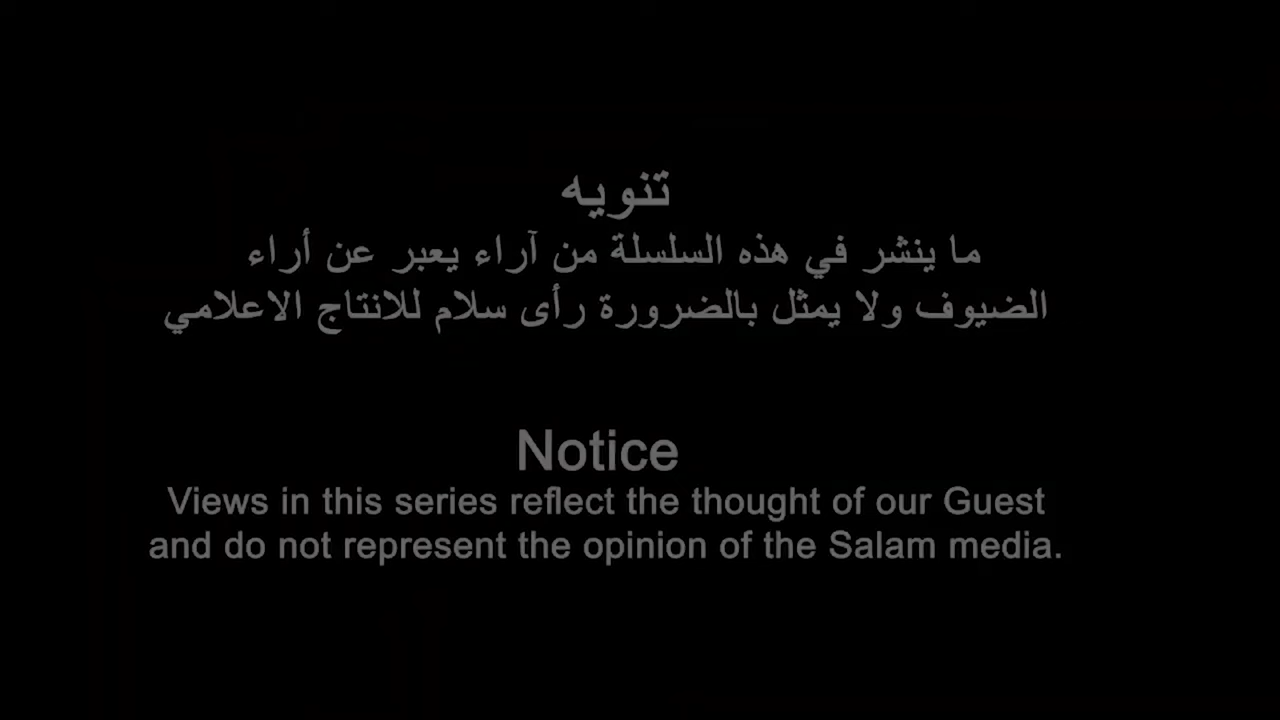 تنويه
ما ينشر في هذه السلسلة من آراء يعبر عن أراء
الضيوف ولا يمثل بالضرورة رأى سلام للانتاج الاعلامي
Notice
Views in this series reflect the thought of our Guest
and do not represent the opinion of the Salam media.